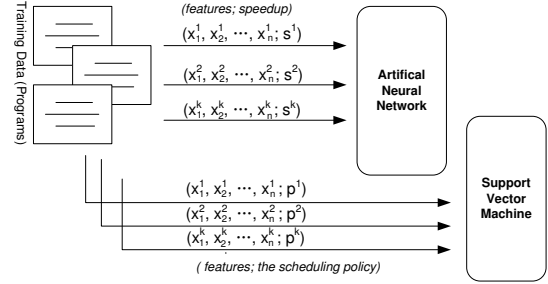 Training Data (Programs)
(features; speedup)
(x₁¹, x₂¹, ⋯, xₙ¹; s¹)
(x₁², x₂², ⋯, xₙ²; s²)
(x₁ᵏ, x₂ᵏ, ⋯, xₙᵏ; sᵏ)
Artifical
Neural
Network
(x₁¹, x₂¹, ⋯, xₙ¹; p¹)
(x₁², x₂², ⋯, xₙ²; p²)
(x₁ᵏ, x₂ᵏ, ⋯, xₙᵏ; pᵏ)
( features; the scheduling policy)
Support
Vector
Machine